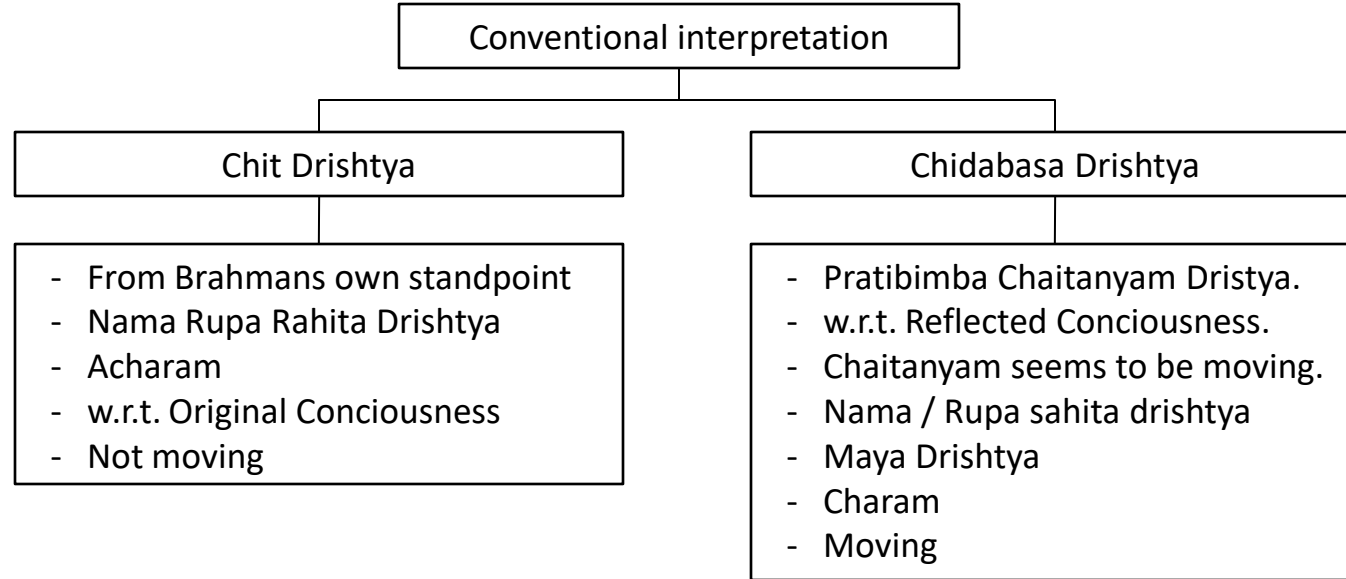 Conventional interpretation
Chit Drishtya
- From Brahmans own standpoint
- Nama Rupa Rahita Drishtya
- Acharam
- w.r.t. Original Conciousness
- Not moving
Chidabasa Drishtya
- Pratibimba Chaitanyam Dristya.
- w.r.t. Reflected Conciousness.
- Chaitanyam seems to be moving.
- Nama / Rupa sahita drishtya
- Maya Drishtya
- Charam
- Moving